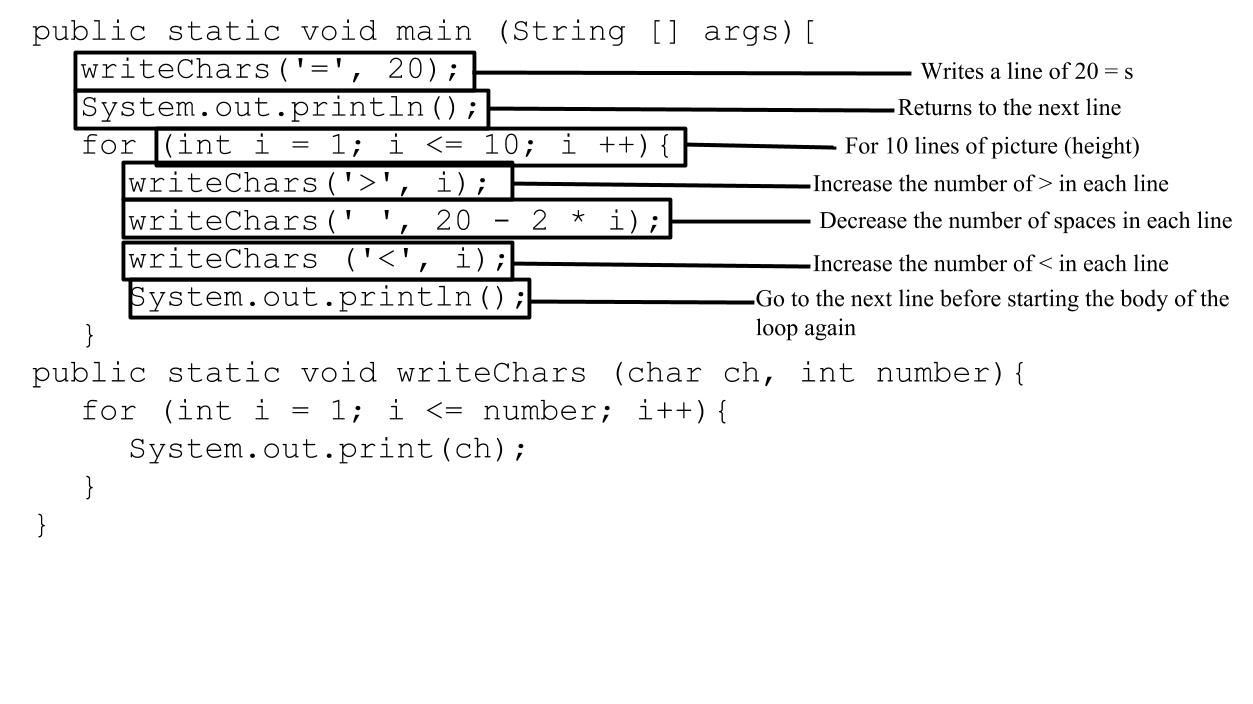 public static void main (String [] args)[
writeChars('=', 20); Writes a line of 20 = s
System.out.println(); Returns to the next line
for (int i = 1; i <= 10; i ++){ For 10 lines of picture (height)
writeChars('>', i); Increase the number of > in each line
writeChars(' ', 20 - 2 * i); Decrease the number of spaces in each line
writeChars ('<', i); Increase the number of < in each line
System.out.println(); Go to the next line before starting the body of the
loop again
}
public static void writeChars (char ch, int number){
for (int i = 1; i <= number; i++){
System.out.print(ch);
}
}